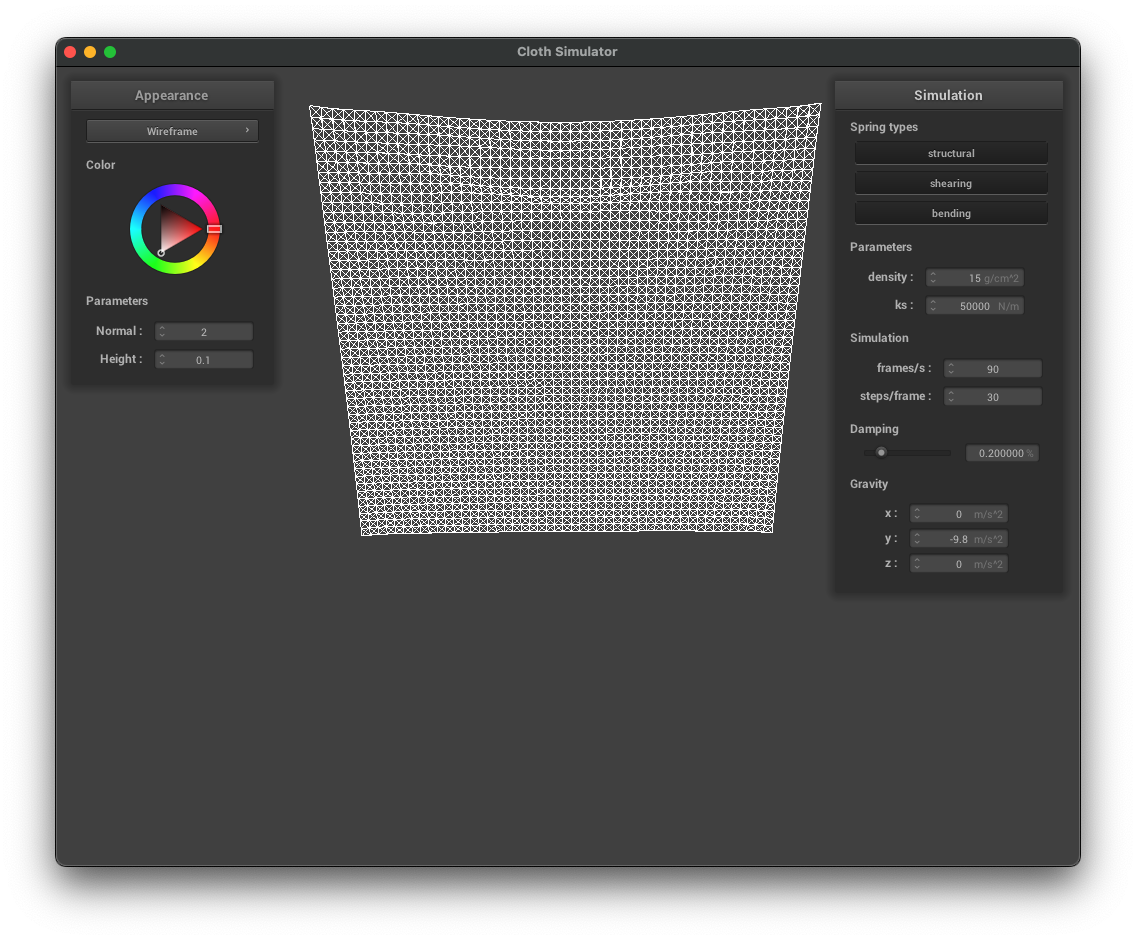 Cloth Simulator
Appearance
Wireframe ›
Color
Parameters
Normal : 2
Height : 0.1
Simulation
Spring types
structural
shearing
bending
Parameters
density : 15 g/cm^2
ks : 50000 N/m
Simulation
frames/s : 90
steps/frame : 30
Damping
0.200000 %
Gravity
x : 0 m/s^2
y : -9.8 m/s^2
z : 0 m/s^2